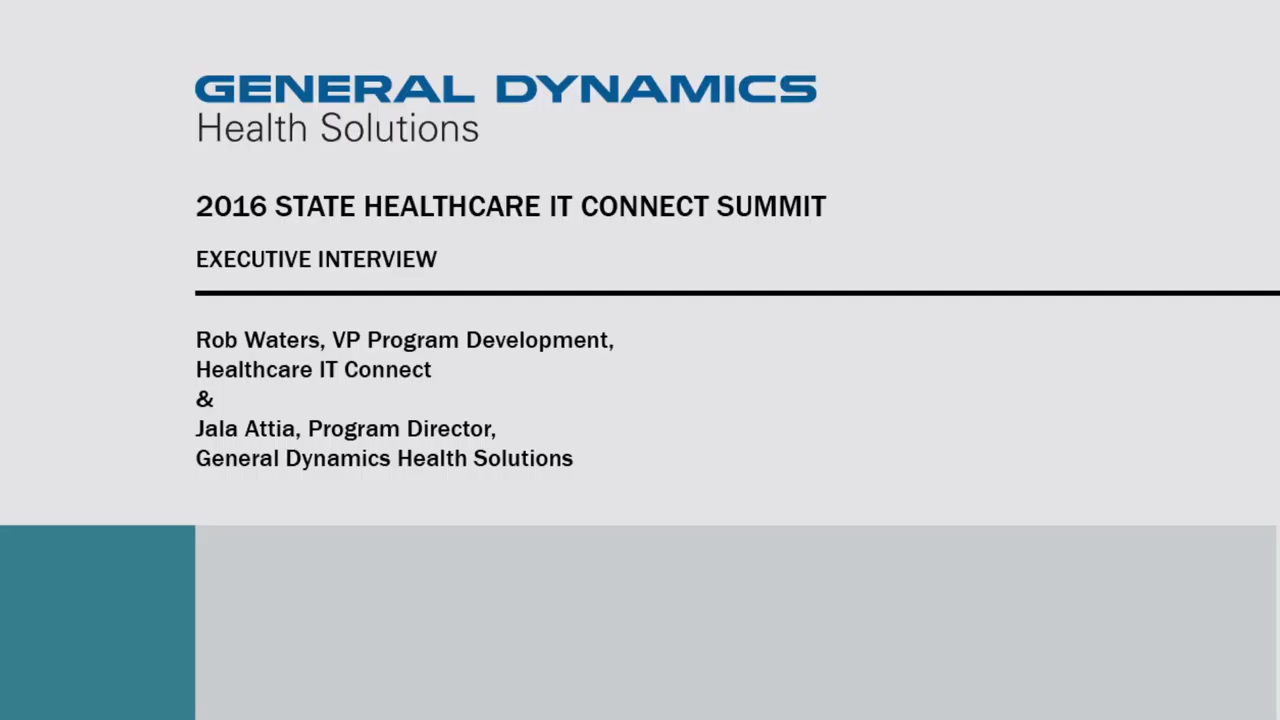 GENERAL DYNAMICS
Health Solutions
2016 STATE HEALTHCARE IT CONNECT SUMMIT
EXECUTIVE INTERVIEW
Rob Waters, VP Program Development,
Healthcare IT Connect
&
Jala Attia, Program Director,
General Dynamics Health Solutions